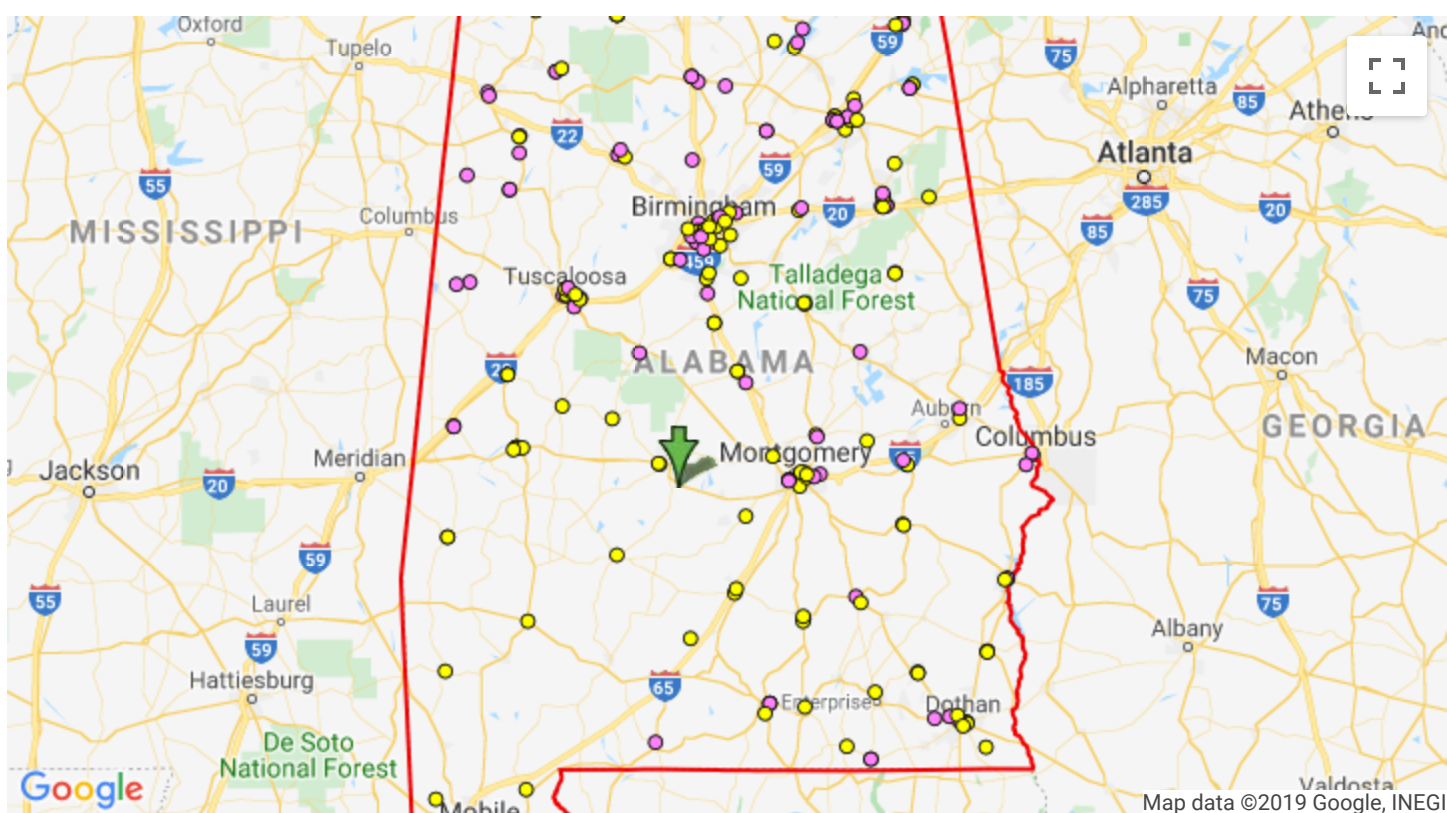 Oxford
Tupelo
59
75
And
Alpharetta
85
Athens
22
Atlanta
55
59
285
20
Columbus
Birmingham
20
85
MISSISSIPPI
459
Tuscaloosa
Talladega
National Forest
75
ALABAMA
Macon
185
Auburn
Columbus
GEORGIA
Meridian
Montgomery
Jackson
20
59
55
Laurel
75
59
Albany
Hattiesburg
65
Enterprise
Dothan
De Soto
National Forest
Google
Mobile
Valdosta
Map data ©2019 Google, INEGI